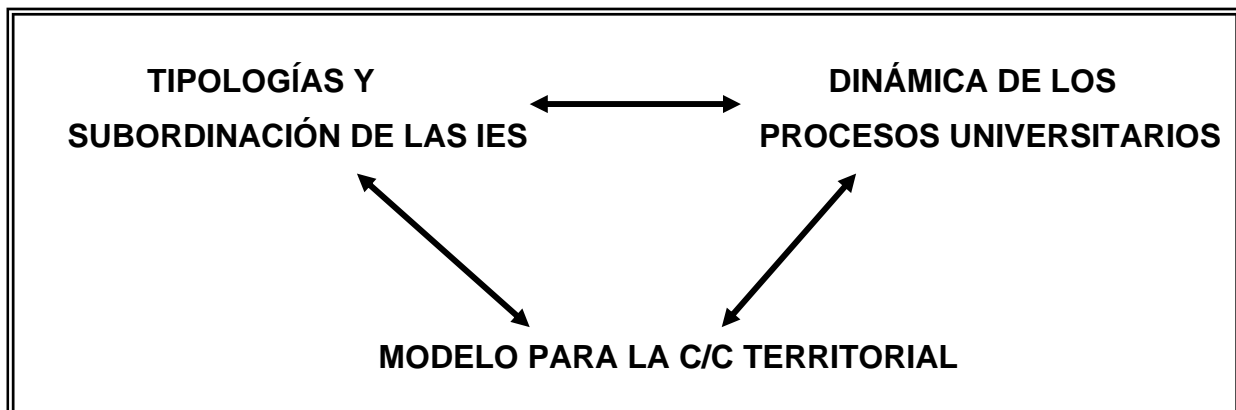 TIPOLOGÍAS Y
SUBORDINACIÓN DE LAS IES
DINÁMICA DE LOS
PROCESOS UNIVERSITARIOS
MODELO PARA LA C/C TERRITORIAL